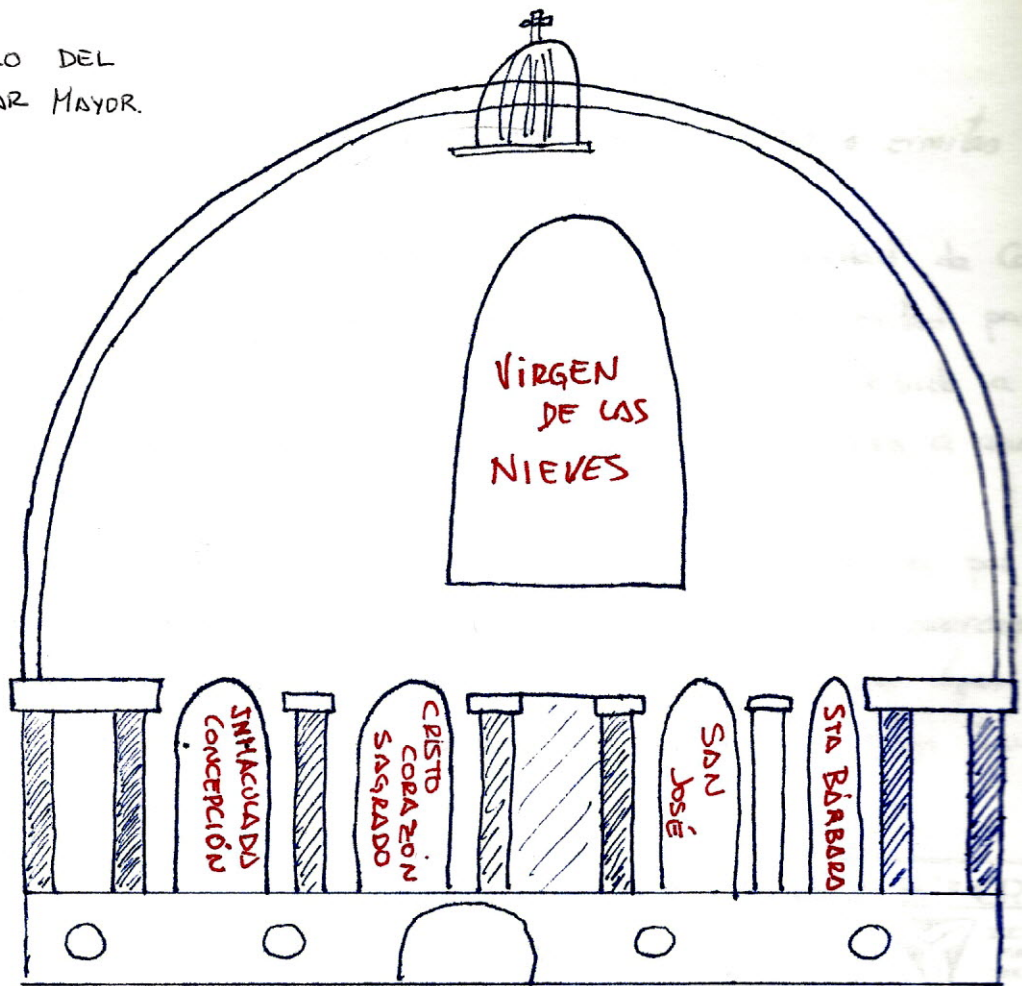 DEL
MAYOR.
VIRGEN
DE LAS
NIEVES
INMACULADA
CONCEPCIÓN
CRISTO
CORAZÓN
SAGRADO
SAN
JOSÉ
STA BÁRBARA